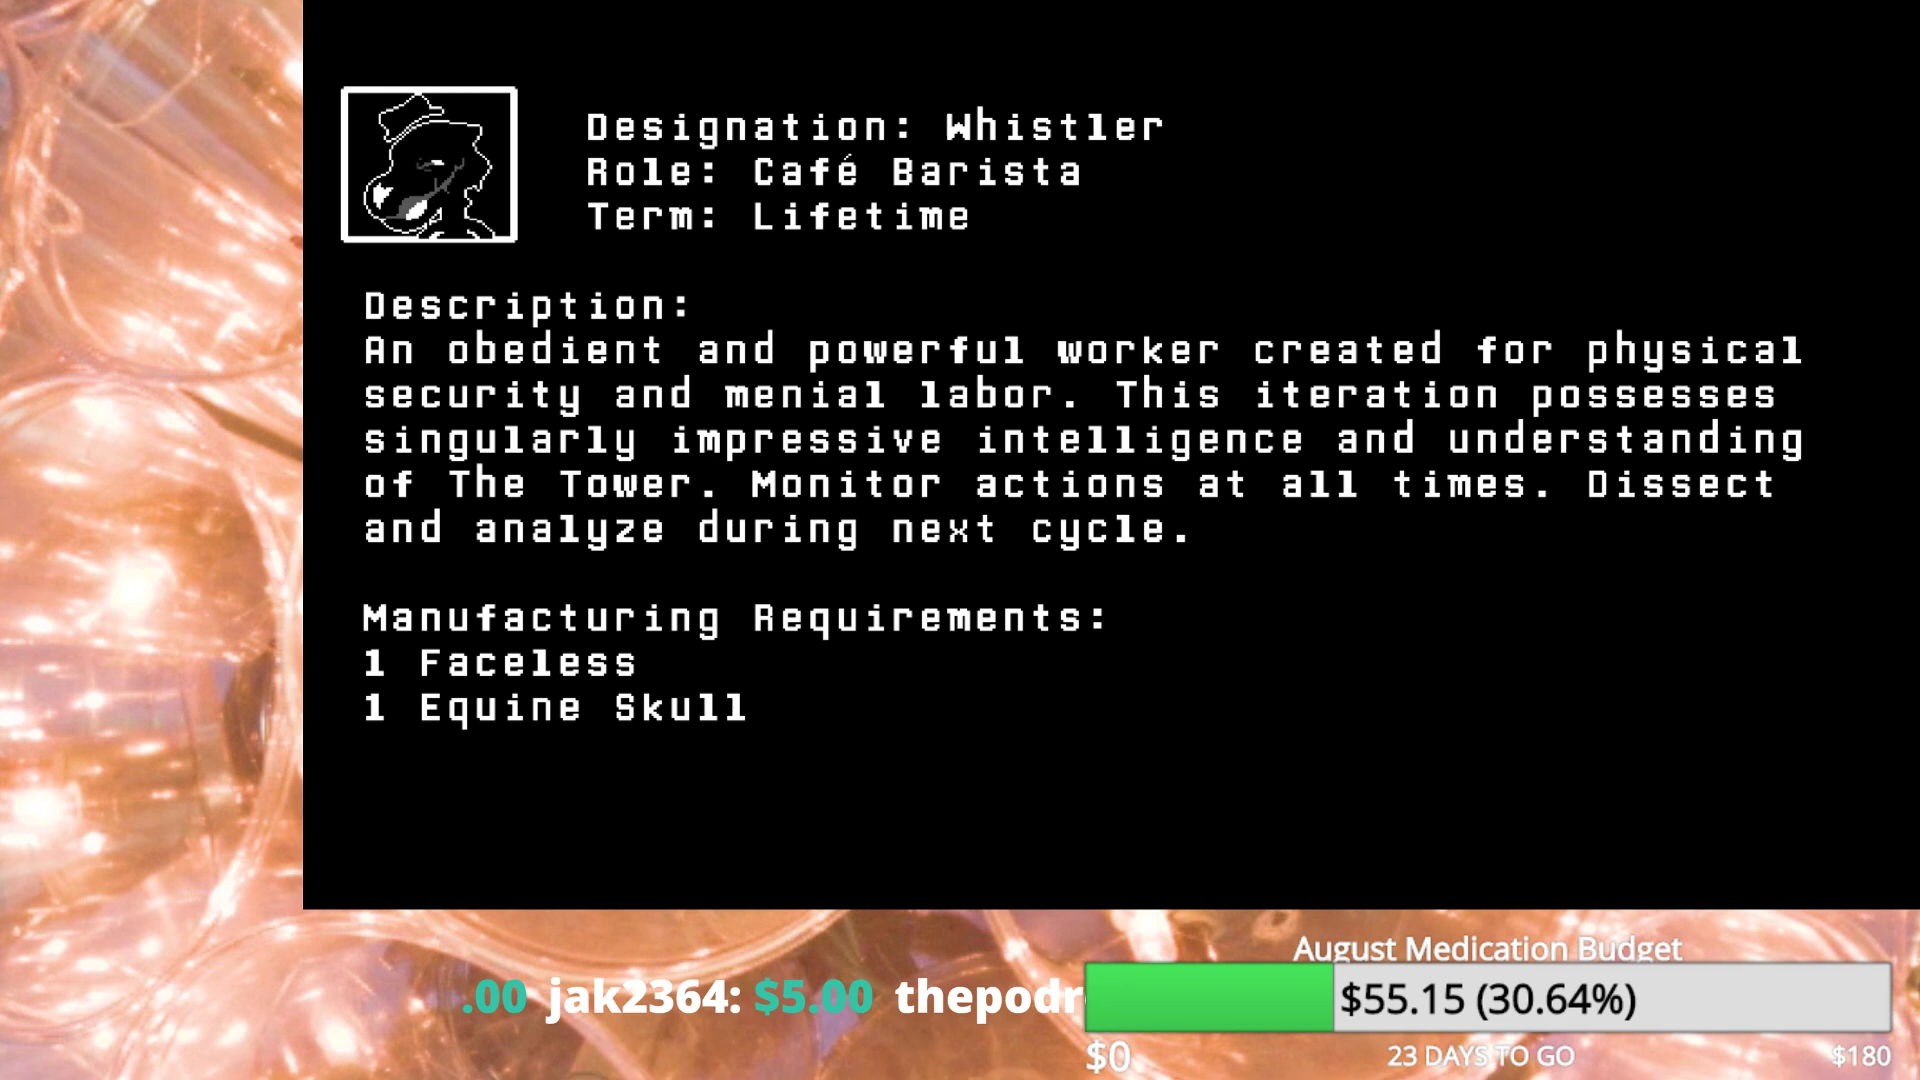 Designation: Whistler
Role: Café Barista
Term: Lifetime
Description:
An obedient and powerful worker created for physical
security and menial labor. This iteration possesses
singularly impressive intelligence and understanding
of The Tower. Monitor actions at all times. Dissect
and analyze during next cycle.
Manufacturing Requirements:
1 Faceless
1 Equine Skull
August Medication Budget
.00 jak2364: $5.00 thepodr
$55.15 (30.64%)
$0 23 DAYS TO GO $180